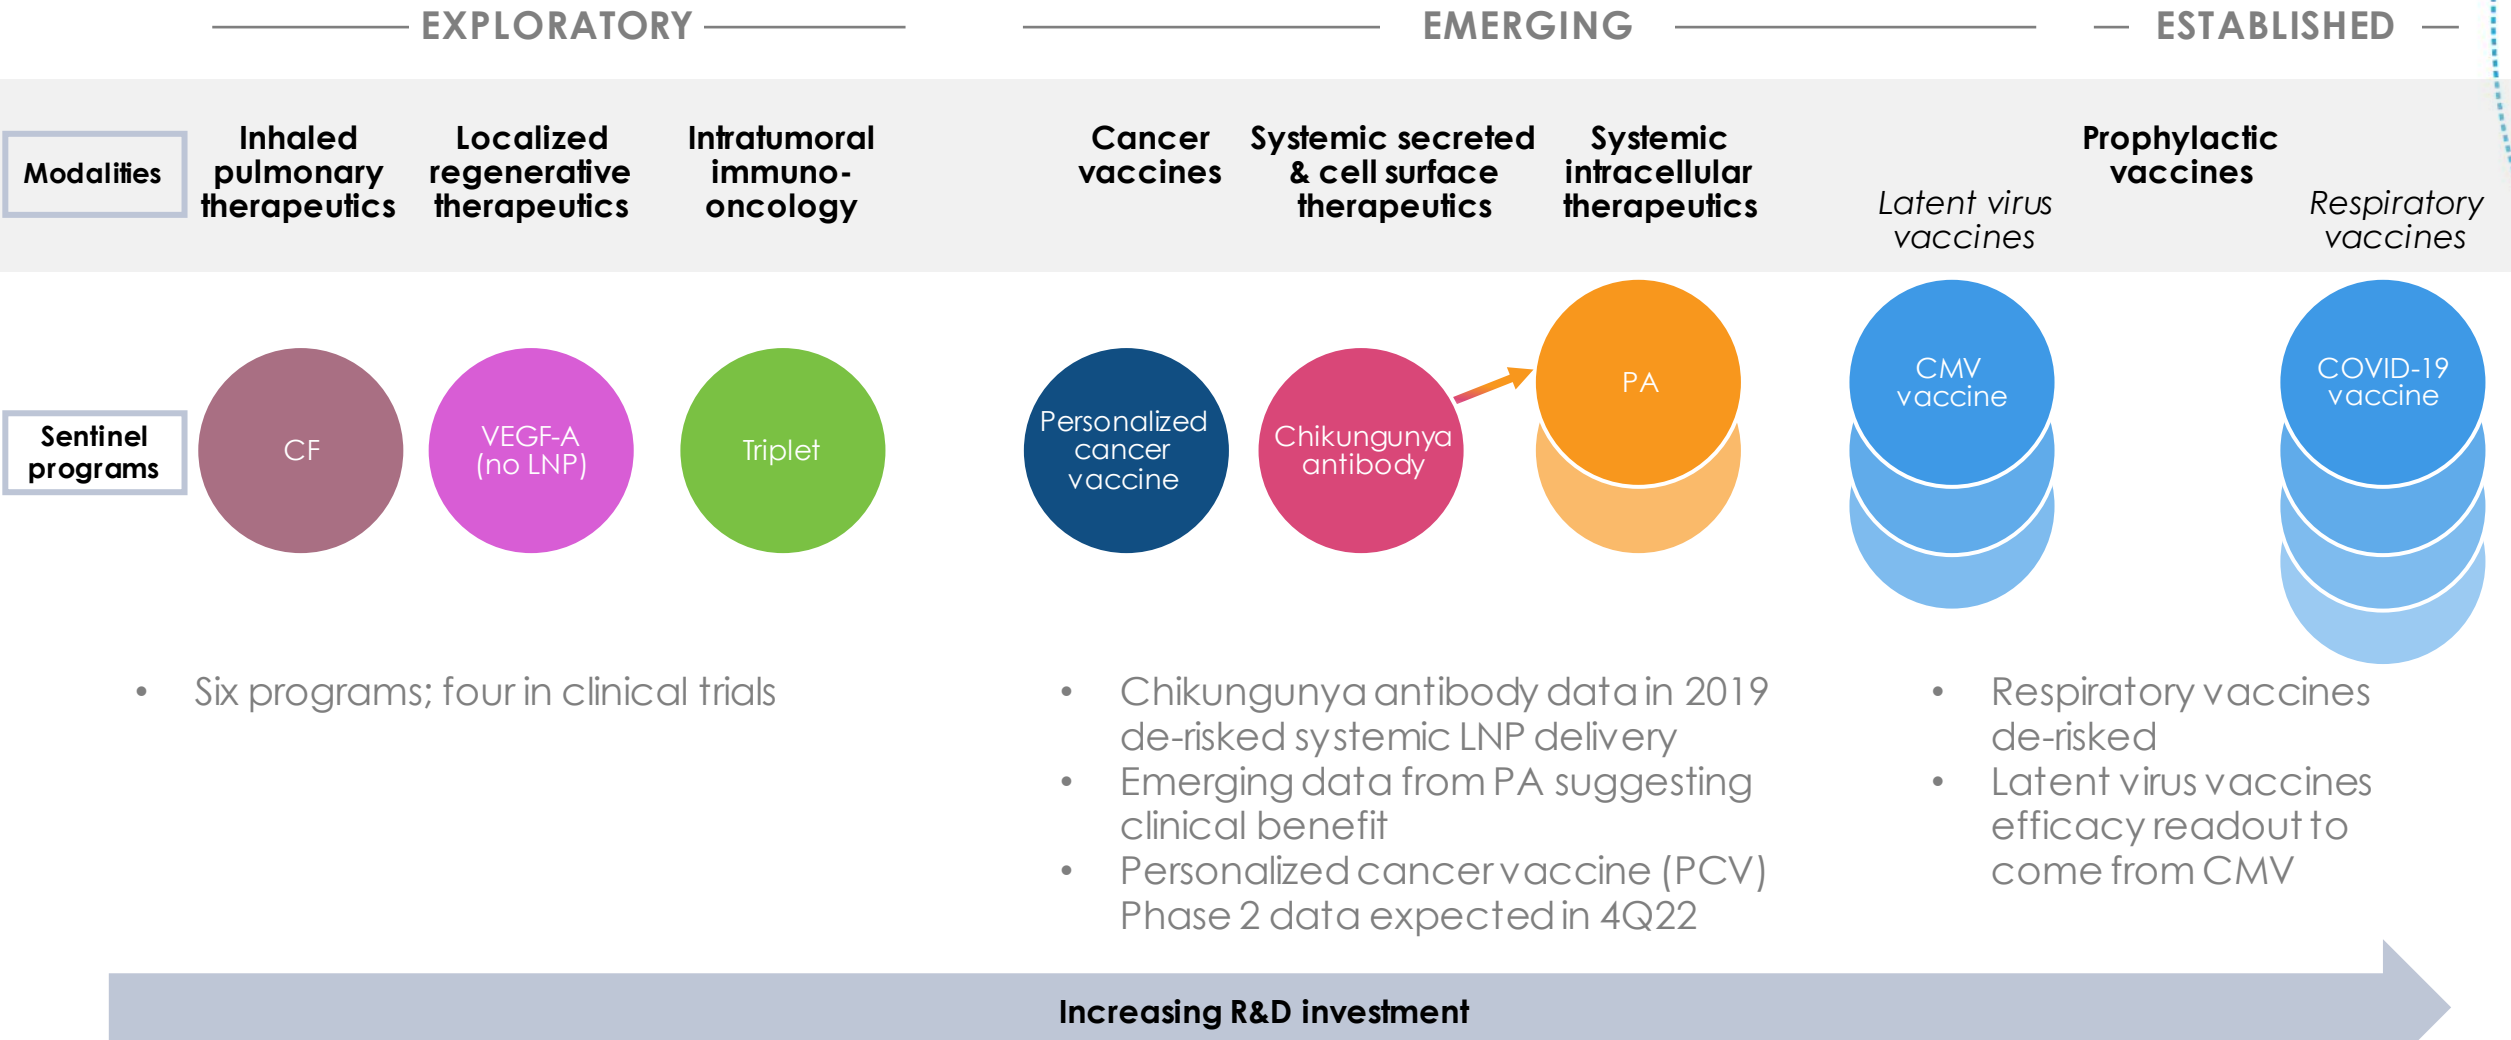 EXPLORATORY
EMERGING
ESTABLISHED
Modalities
Inhaled
pulmonary
therapeutics
Localized
regenerative
therapeutics
Intratumoral
immuno-
oncology
Cancer
vaccines
Systemic secreted
& cell surface
therapeutics
Systemic
intracellular
therapeutics
Prophylactic
vaccines
Latent virus
vaccines
Respiratory
vaccines
Sentinel
programs
CF
VEGF-A
(no LNP)
Triplet
Personalized
cancer
vaccine
Chikungunya
antibody
PA
CMV
vaccine
COVID-19
vaccine
• Six programs; four in clinical trials
• Chikungunya antibody data in 2019
de-risked systemic LNP delivery
• Emerging data from PA suggesting
clinical benefit
• Personalized cancer vaccine (PCV)
Phase 2 data expected in 4Q22
• Respiratory vaccines
de-risked
• Latent virus vaccines
efficacy readout to
come from CMV
Increasing R&D investment